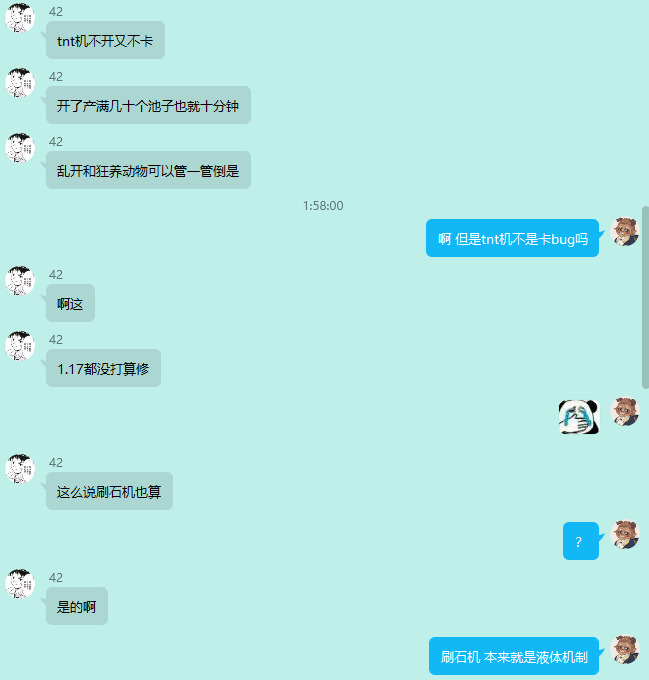 42
tnt机不开又不卡
42
开了产满几十个池子也就十分钟
42
乱开和狂养动物可以管一管倒是
1:58:00
啊 但是tnt机不是卡bug吗
42
啊这
42
1.17都没打算修
42
这么说刷石机也算
?
42
是的啊
刷石机 本来就是液体机制